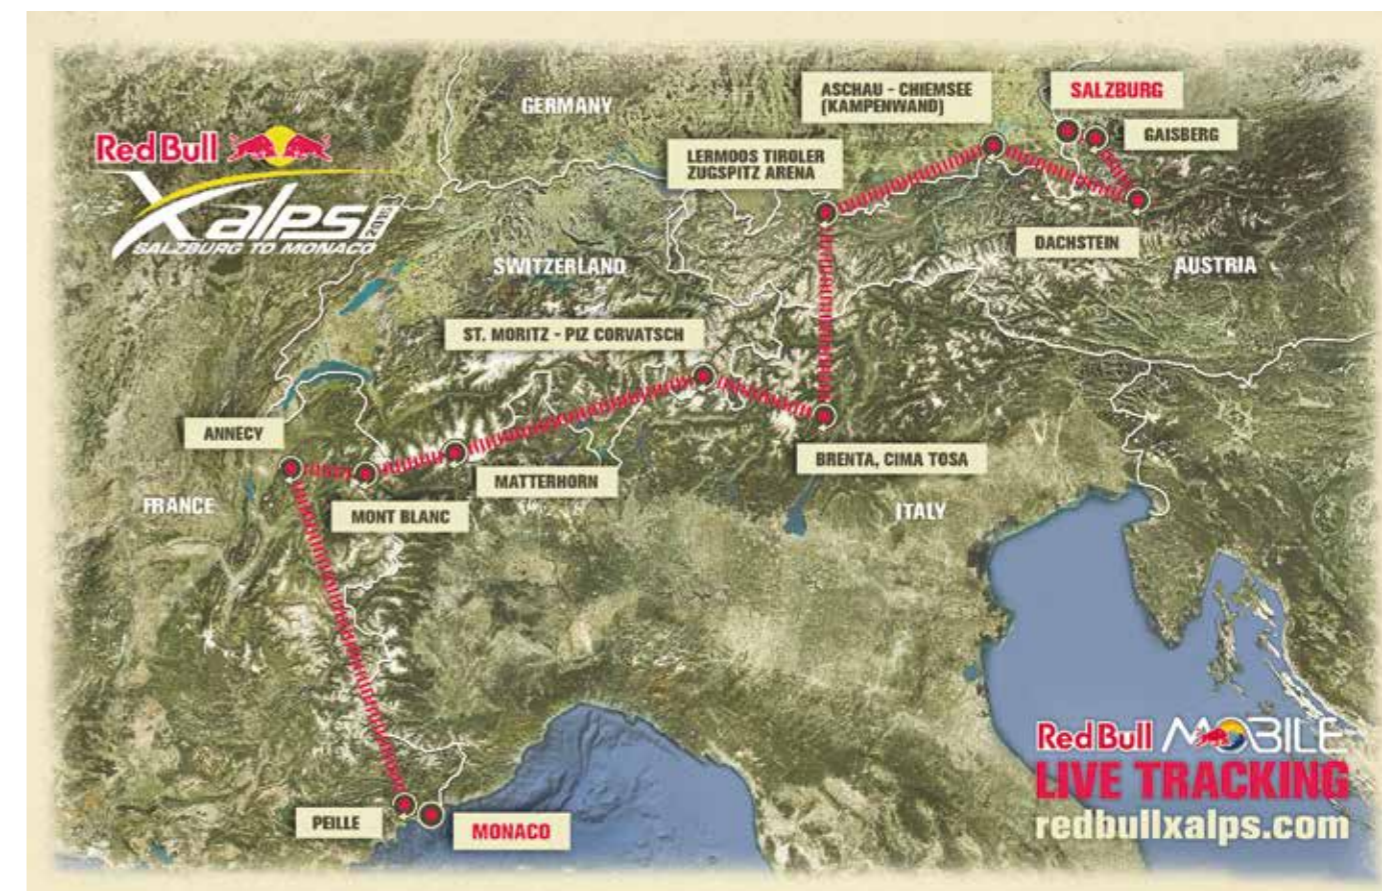 Red Bull
Xalps
SALZBURG TO MONACO
GERMANY
ASCHAU - CHIEMSEE
(KAMPENWAND)
SALZBURG
GAISBERG
LERMOOS TIROLER
ZUGSPITZ ARENA
DACHSTEIN
SWITZERLAND
AUSTRIA
ST. MORITZ - PIZ CORVATSCH
ANNECY
BRENTA, CIMA TOSA
MATTERHORN
FRANCE
MONT BLANC
ITALY
PEILLE
MONACO
Red Bull MOBILE
LIVE TRACKING
redbullxalps.com